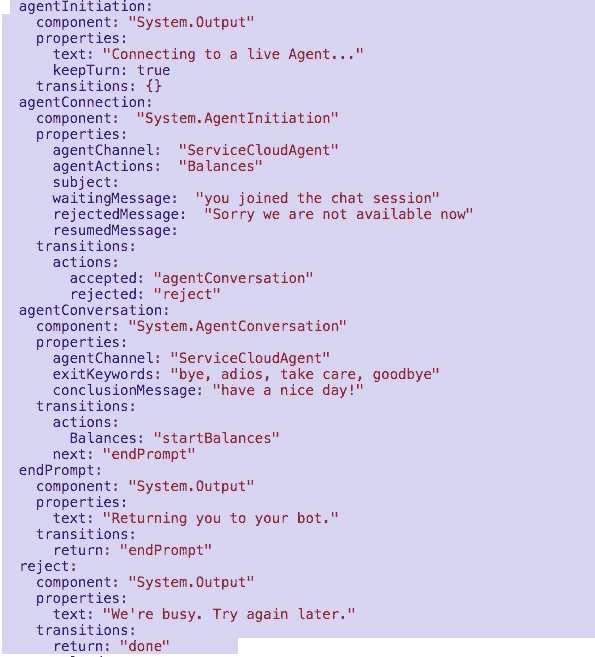 agentInitiation:
component: "System.Output"
properties:
text: "Connecting to a live Agent..."
keepTurn: true
transitions: {}
agentConnection:
component:  "System.AgentInitiation"
properties:
agentChannel:  "ServiceCloudAgent"
agentActions:  "Balances"
subject:
waitingMessage:  "you joined the chat session"
rejectedMessage:  "Sorry we are not available now"
resumedMessage:
transitions:
actions:
accepted: "agentConversation"
rejected: "reject"
agentConversation:
component: "System.AgentConversation"
properties:
agentChannel: "ServiceCloudAgent"
exitKeywords: "bye, adios, take care, goodbye"
conclusionMessage: "have a nice day!"
transitions:
actions:
Balances: "startBalances"
next: "endPrompt"
endPrompt:
component: "System.Output"
properties:
text: "Returning you to your bot."
transitions:
return: "endPrompt"
reject:
component: "System.Output"
properties:
text: "We're busy. Try again later."
transitions:
return: "done"